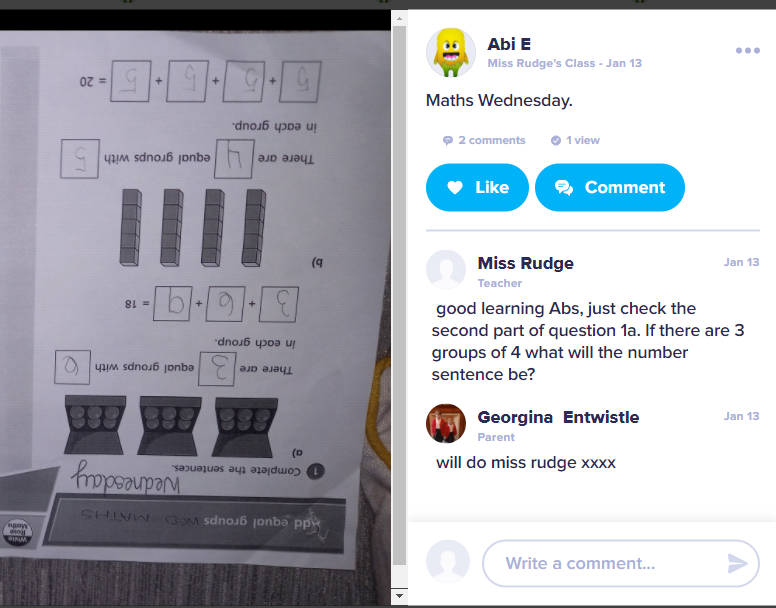 Add equal groups WED-MATHS
White
Rose
Maths
Wednesday
1 Complete the sentences.
a)
There are 3 equal groups with
in each group.
3 + + = 18
b)
There are 4 equal groups with 5
in each group.
5 + 5 + 5 + 5 = 20
Abi E
Miss Rudge's Class - Jan 13
Maths Wednesday.
2 comments 1 view
Like Comment
Miss Rudge Jan 13
Teacher
good learning Abs, just check the
second part of question 1a. If there are 3
groups of 4 what will the number
sentence be?
Georgina Entwistle Jan 13
Parent
will do miss rudge xxxx
Write a comment...